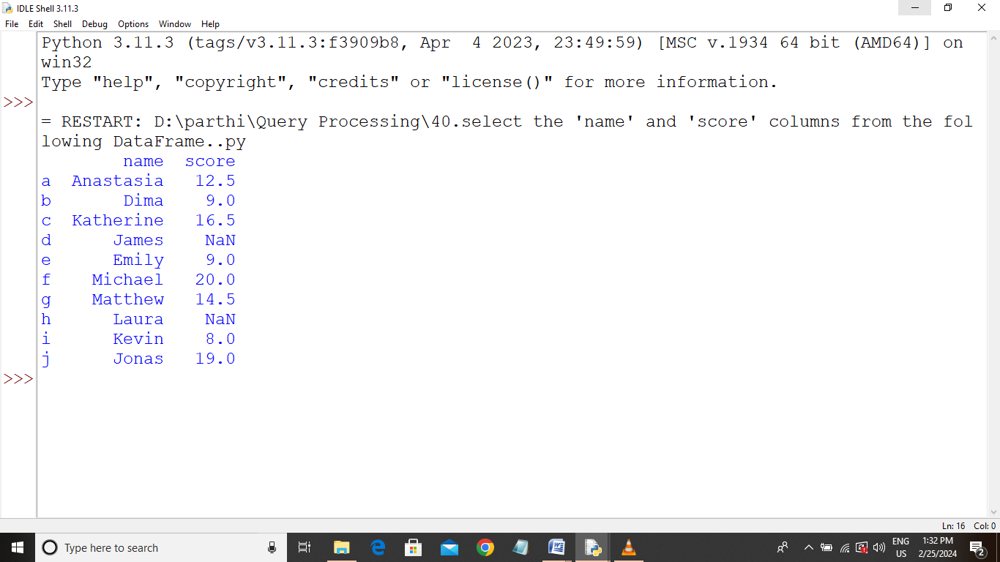 IDLE Shell 3.11.3
File Edit Shell Debug Options Window Help
Python 3.11.3 (tags/v3.11.3:f3909b8, Apr  4 2023, 23:49:59) [MSC v.1934 64 bit (AMD64)] on
win32
Type "help", "copyright", "credits" or "license()" for more information.
>>>
= RESTART: D:\parthi\Query Processing\40.select the 'name' and 'score' columns from the fol
lowing DataFrame..py
        name  score
a  Anastasia   12.5
b       Dima    9.0
c  Katherine   16.5
d      James    NaN
e      Emily    9.0
f    Michael   20.0
g    Matthew   14.5
h      Laura    NaN
i      Kevin    8.0
j      Jonas   19.0
>>>
Ln: 16 Col: 0
Type here to search
ENG
US
1:32 PM
2/25/2024
2